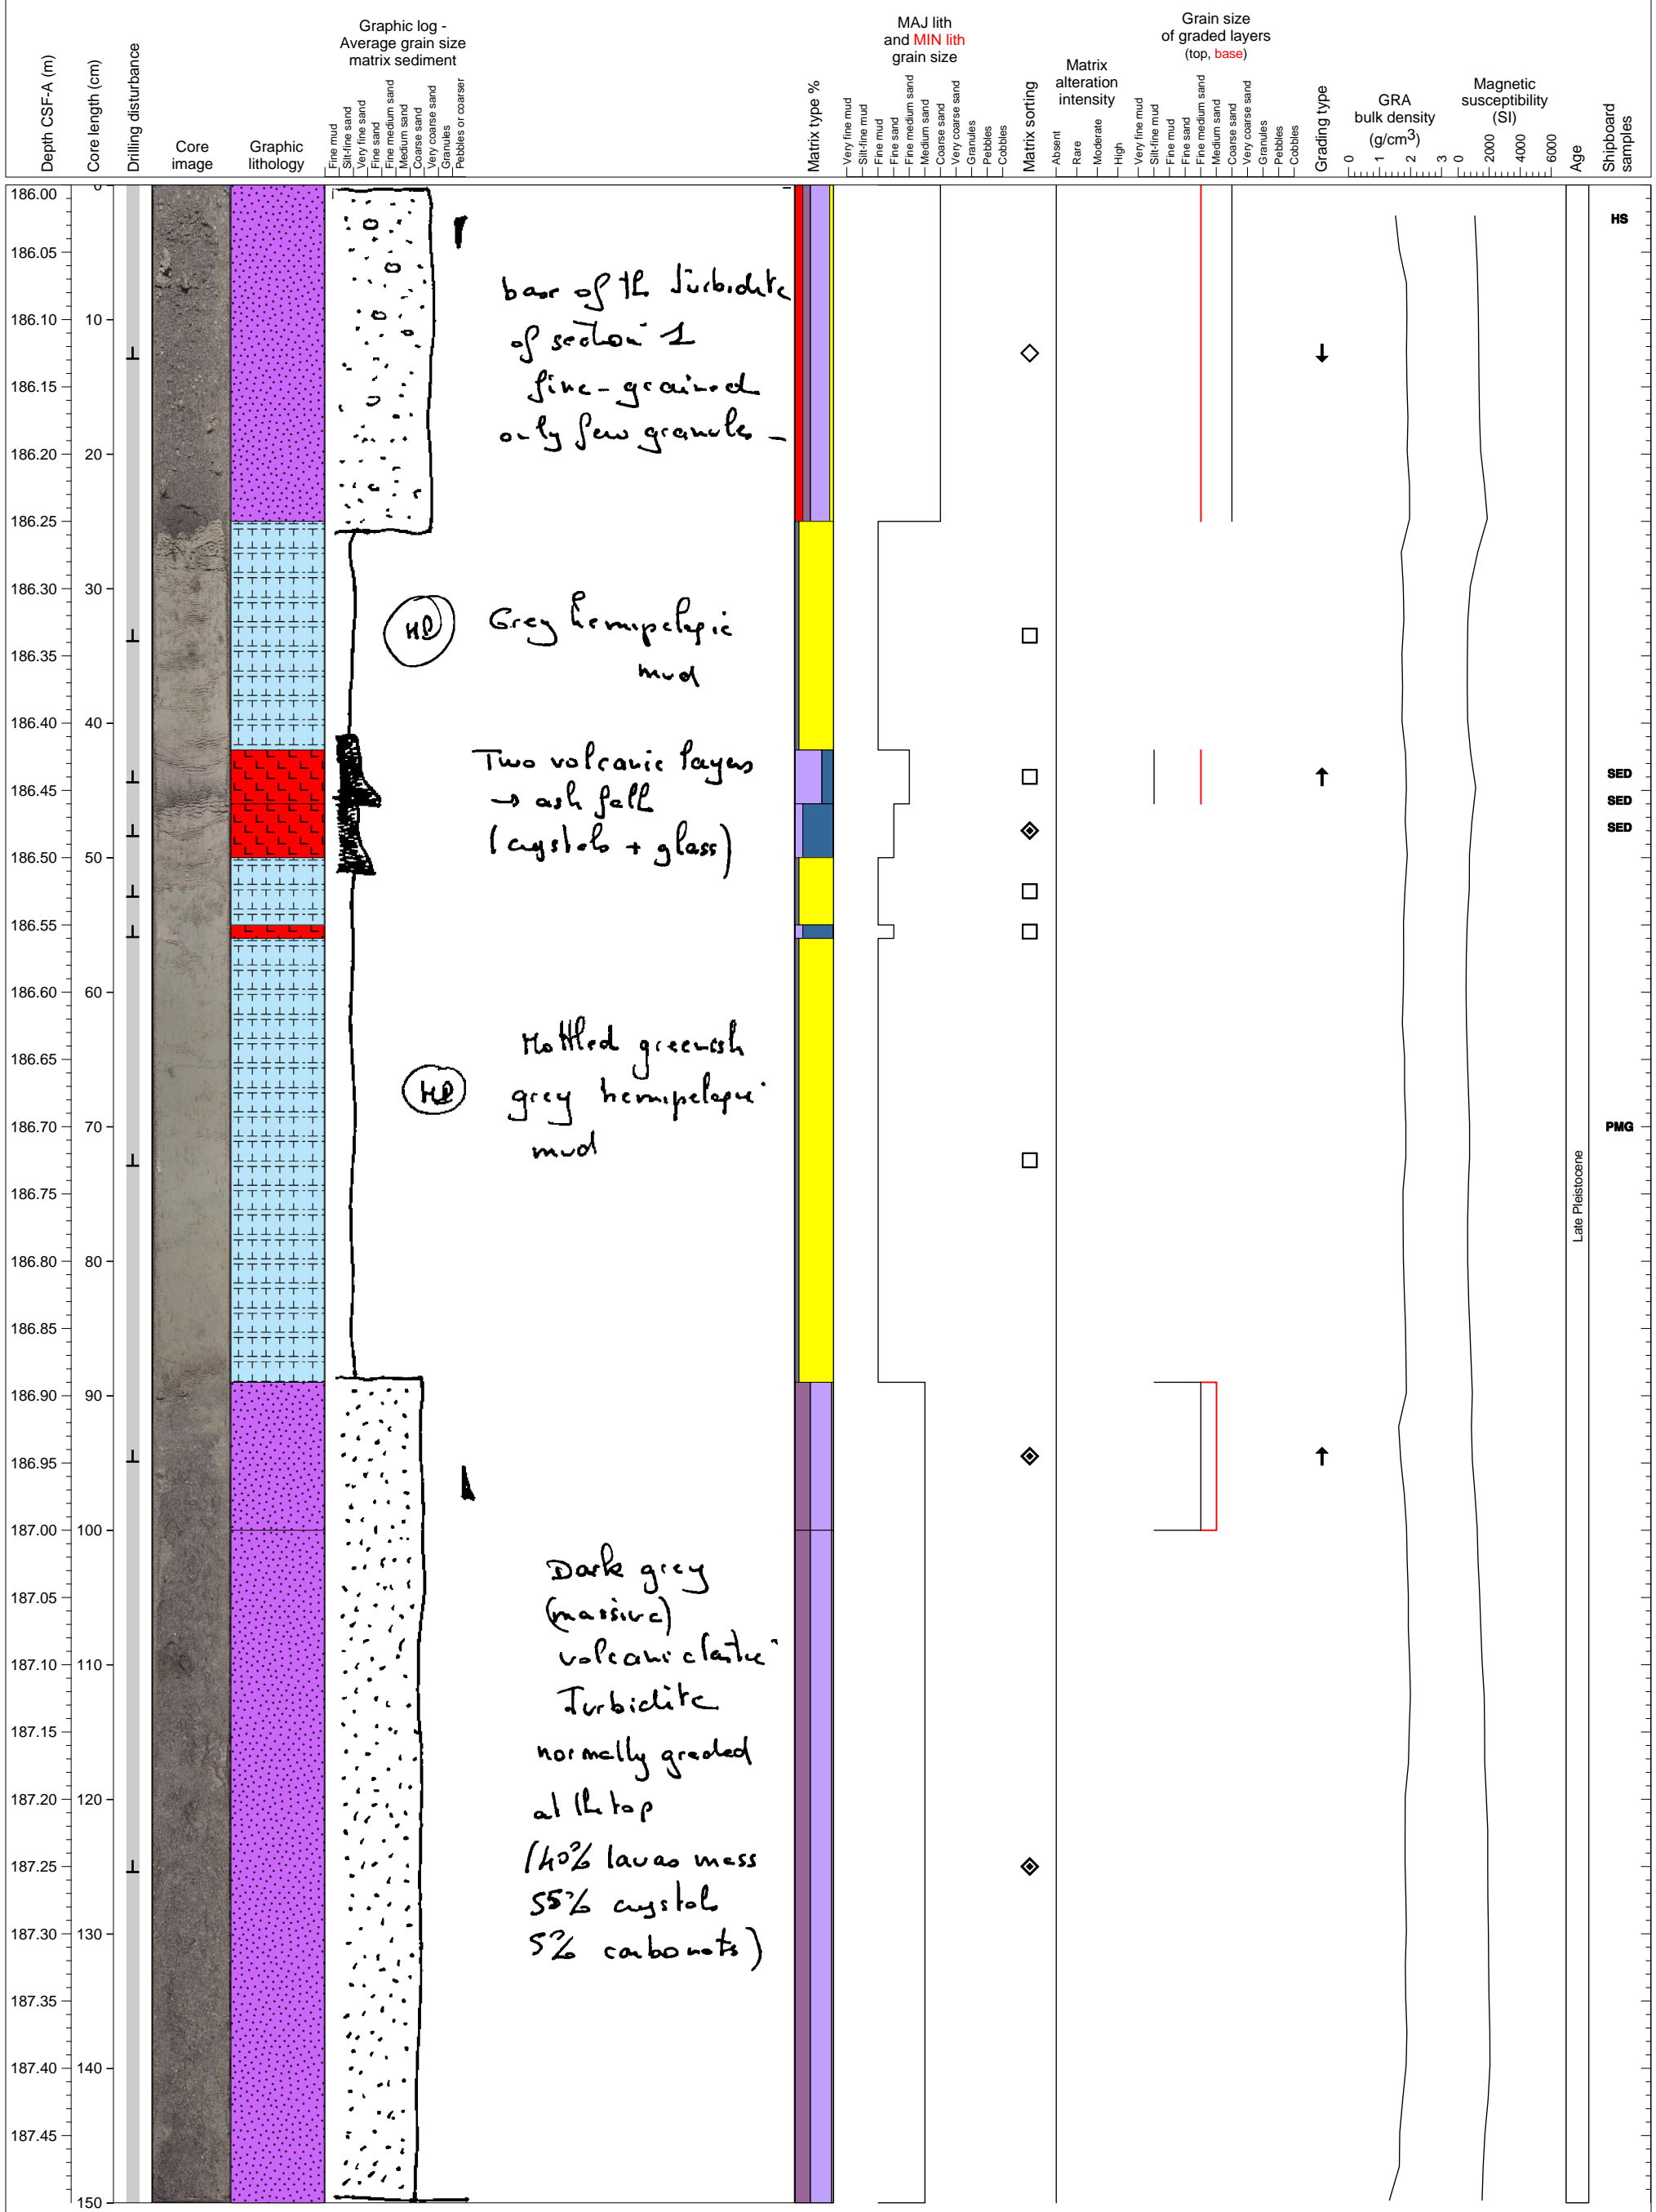 Depth CSF-A (m)
Core length (cm)
Drilling disturbance
Core
image
Graphic
lithology
Graphic log -
Average grain size
matrix sediment
Fine mud
Silt-fine sand
Very fine sand
Fine sand
Fine medium sand
Medium sand
Coarse sand
Very coarse sand
Granules
Pebbles or coarser
Matrix type %
MAJ lith
and MIN lith
grain size
Very fine mud
Silt-fine mud
Fine mud
Fine sand
Fine medium sand
Medium sand
Coarse sand
Very coarse sand
Granules
Pebbles
Cobbles
Matrix sorting
Matrix
alteration
intensity
Absent
Rare
Moderate
High
Grain size
of graded layers
(top, base)
Very fine mud
Silt-fine mud
Fine mud
Fine sand
Fine medium sand
Medium sand
Coarse sand
Very coarse sand
Granules
Pebbles
Cobbles
Grading type
GRA
bulk density
(g/cm3)
0 1 2 3
Magnetic
susceptibility
(SI)
0 2000 4000 6000
Age
Shipboard
samples
186.00
186.05
186.10
186.15
186.20
186.25
186.30
186.35
186.40
186.45
186.50
186.55
186.60
186.65
186.70
186.75
186.80
186.85
186.90
186.95
187.00
187.05
187.10
187.15
187.20
187.25
187.30
187.35
187.40
187.45
0
10
20
30
40
50
60
70
80
90
100
110
120
130
140
150
base of the turbidite
of section 1
fine-grained
only few granules -
HP
Grey hemipelagic
mud
Two volcanic layers
→ ash fall
(crystals + glass)
HP
Mottled greenish
grey hemipelagic
mud
Dark grey
(massive)
volcaniclastic
Turbidite
normally graded
at the top
(40% lavas mass
55% crystals
5% carbonats)
Late Pleistocene
HS
SED
SED
SED
PMG